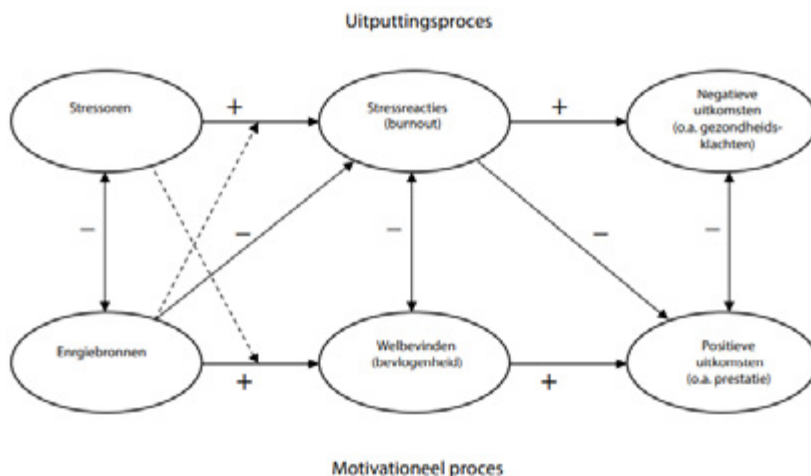 Uitputtingsproces
Stressoren
+
Stressreacties
(burnout)
+
Negatieve
uitkomsten
(o.a. gezondheids-
klachten)
–
–
–
–
–
Enrgiebronnen
+
Welbevinden
(bevlogenheid)
+
Positieve
uitkomsten
(o.a. prestatie)
Motivationeel proces